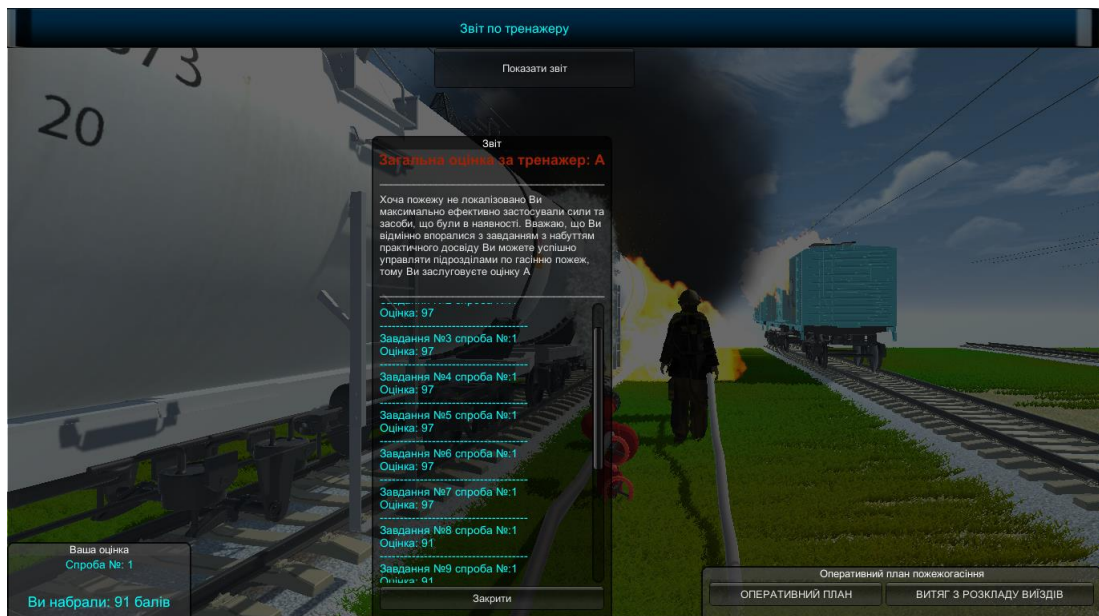 Звіт по тренажеру
Показати звіт
573
20
Звіт
Загальна оцінка за тренажер: A
Хоча пожежу не локалізовано Ви
максимально ефективно застосували сили та
засоби, що були в наявності. Вважаю, що Ви
відмінно впоралися з завданням з набуттям
практичного досвіду Ви можете успішно
управляти підрозділами по гасінню пожеж,
тому Ви заслуговуєте оцінку A
Оцінка: 97
Завдання №3 спроба №:1
Оцінка: 97
Завдання №4 спроба №:1
Оцінка: 97
Завдання №5 спроба №:1
Оцінка: 97
Завдання №6 спроба №:1
Оцінка: 97
Завдання №7 спроба №:1
Оцінка: 97
Завдання №8 спроба №:1
Оцінка: 91
Завдання №9 спроба №:1
Оцінка: 91
Закрити
Ваша оцінка
Спроба №: 1
Ви набрали: 91 балів
Оперативний план пожежогасіння
ОПЕРАТИВНИЙ ПЛАН
ВИТЯГ З РОЗКЛАДУ ВИЇЗДІВ